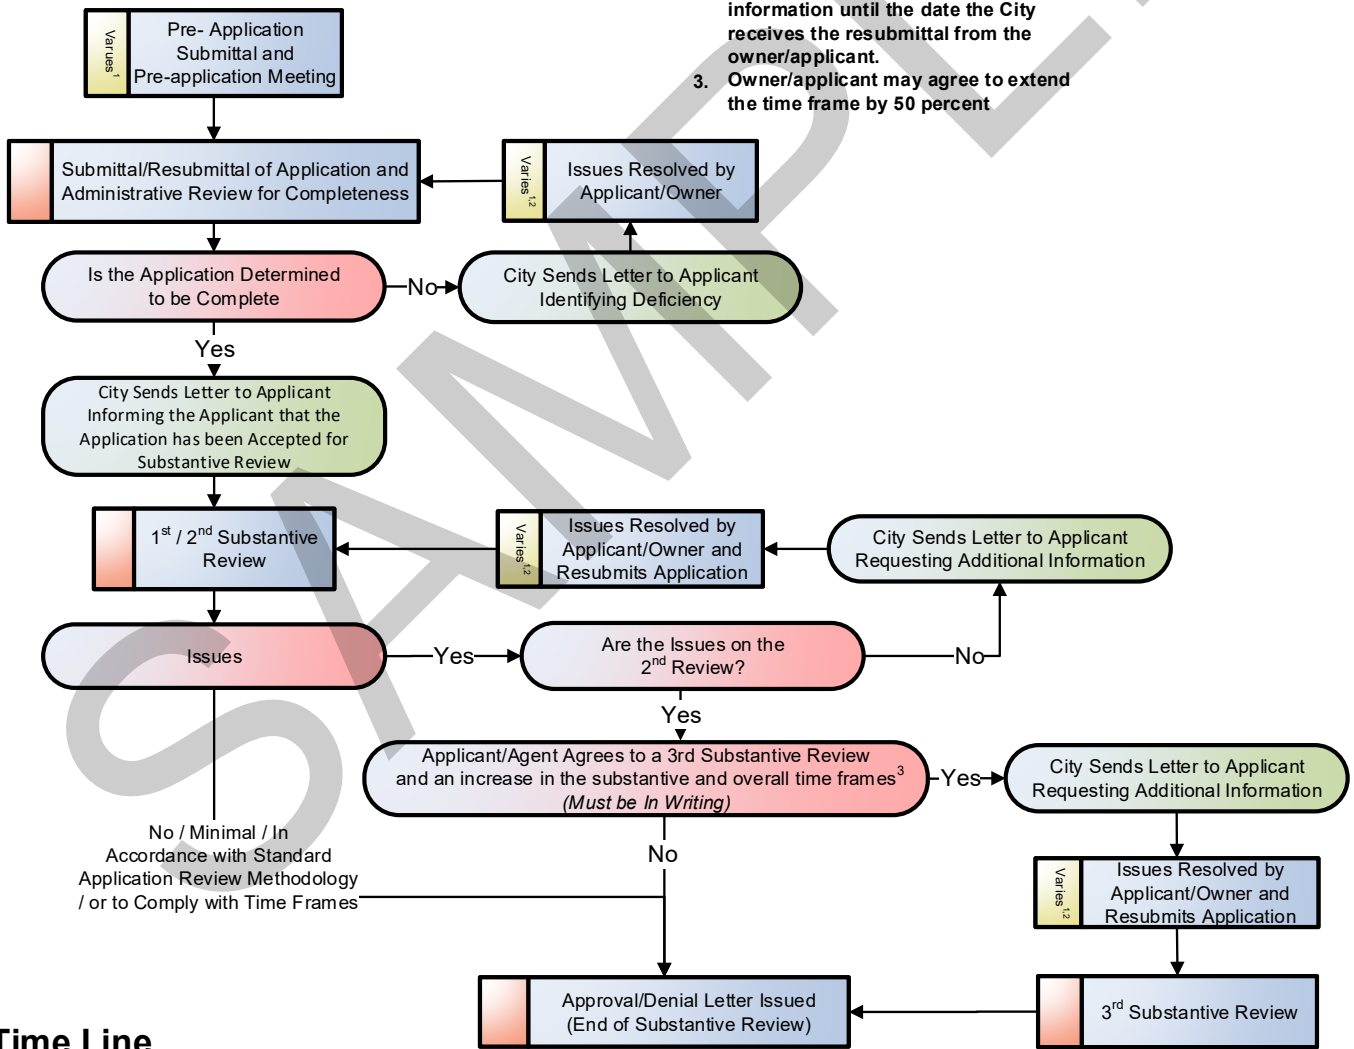 information until the date the City
receives the resubmittal from the
owner/applicant.
3. Owner/applicant may agree to extend
the time frame by 50 percent
Varues1
Pre- Application
Submittal and
Pre-application Meeting
Submittal/Resubmittal of Application and
Administrative Review for Completeness
Varies1,2
Issues Resolved by
Applicant/Owner
Is the Application Determined
to be Complete
No
City Sends Letter to Applicant
Identifying Deficiency
Yes
City Sends Letter to Applicant
Informing the Applicant that the
Application has been Accepted for
Substantive Review
1st / 2nd Substantive
Review
Varies1,2
Issues Resolved by
Applicant/Owner and
Resubmits Application
City Sends Letter to Applicant
Requesting Additional Information
Issues
Yes
Are the Issues on the
2nd Review?
No
Yes
Applicant/Agent Agrees to a 3rd Substantive Review
and an increase in the substantive and overall time frames3
(Must be In Writing)
Yes
City Sends Letter to Applicant
Requesting Additional Information
No / Minimal / In
Accordance with Standard
Application Review Methodology
/ or to Comply with Time Frames
No
Varies1,2
Issues Resolved by
Applicant/Owner and
Resubmits Application
Approval/Denial Letter Issued
(End of Substantive Review)
3rd Substantive Review
Time Line
SAMPLE